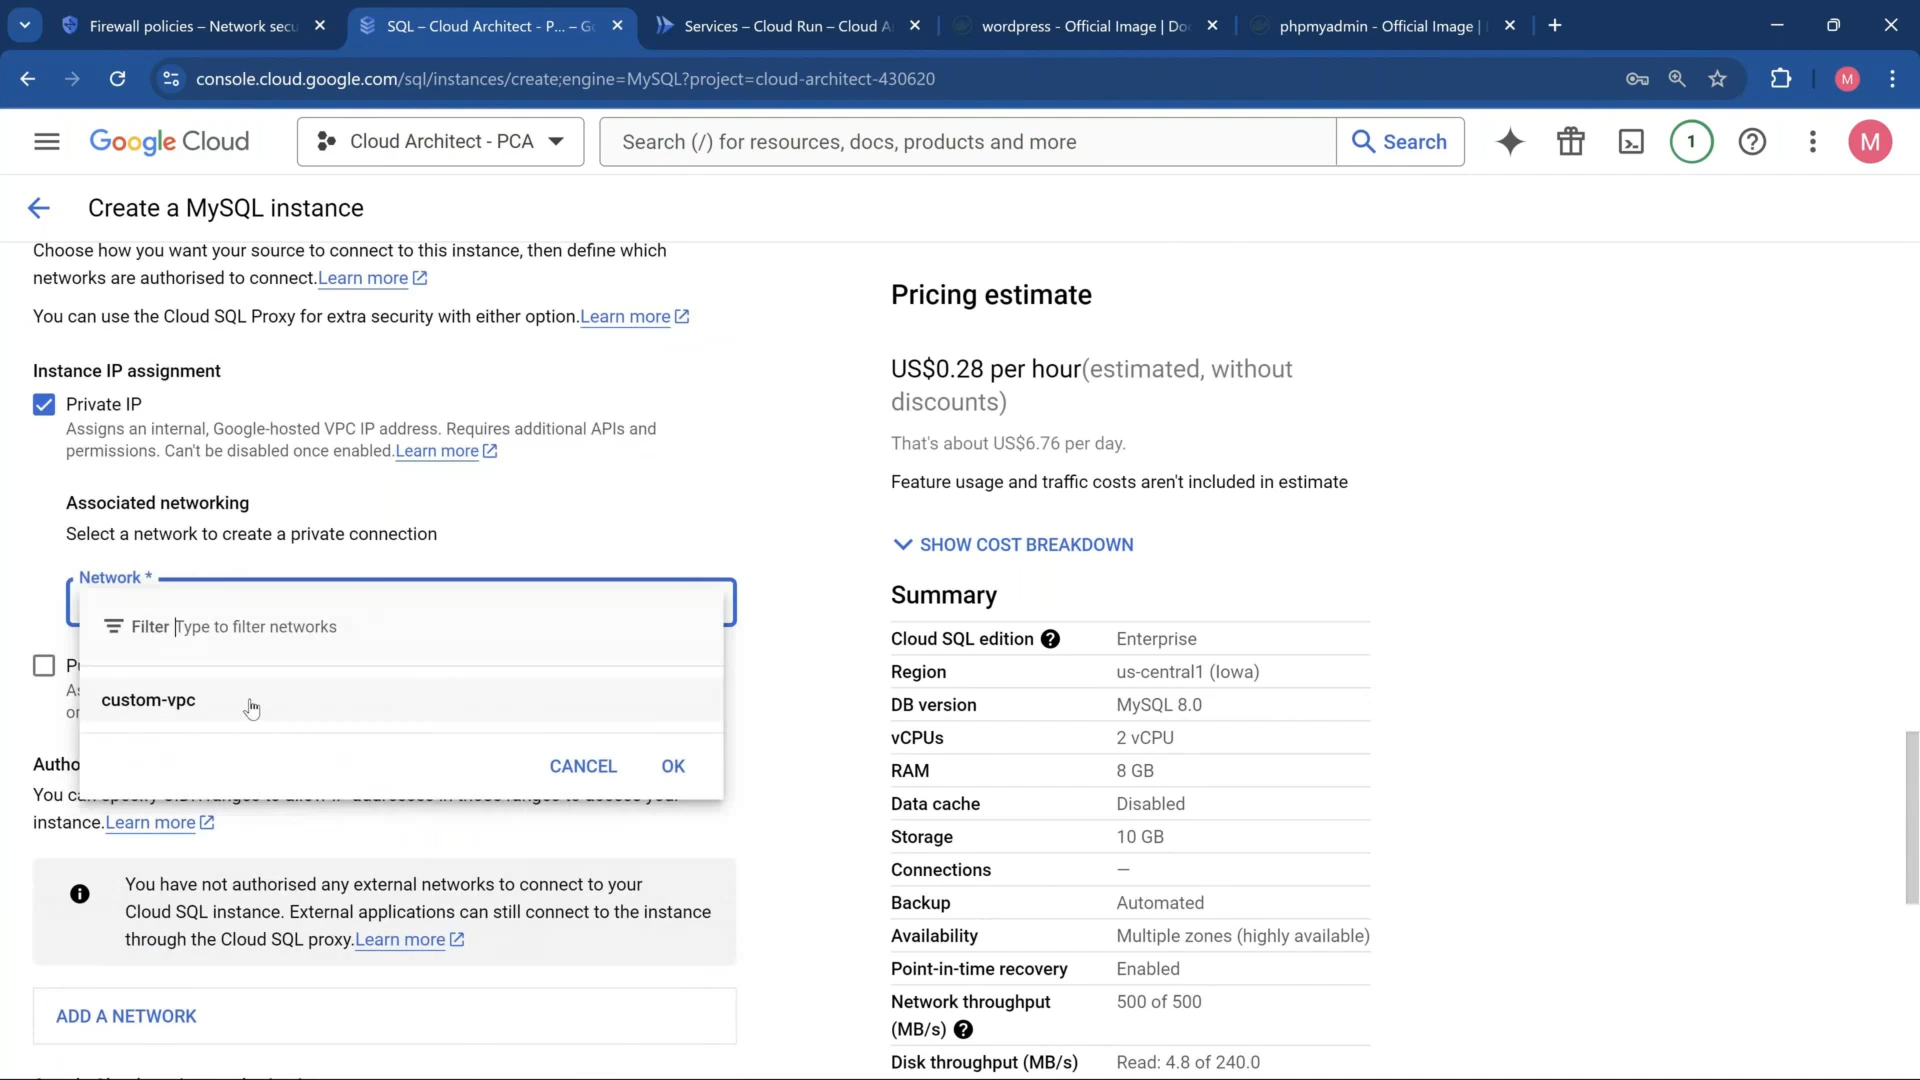 Firewall policies – Network secu
SQL – Cloud Architect - P... – Go
Services – Cloud Run – Cloud A
wordpress - Official Image | Do
phpmyadmin - Official Image |
console.cloud.google.com/sql/instances/create;engine=MySQL?project=cloud-architect-430620
M
Google Cloud
Cloud Architect - PCA
Search (/) for resources, docs, products and more
Search
1
M
Create a MySQL instance
Choose how you want your source to connect to this instance, then define which
networks are authorised to connect.Learn more
You can use the Cloud SQL Proxy for extra security with either option.Learn more
Instance IP assignment
Private IP
Assigns an internal, Google-hosted VPC IP address. Requires additional APIs and
permissions. Can't be disabled once enabled.Learn more
Associated networking
Select a network to create a private connection
Network *
Filter Type to filter networks
custom-vpc
CANCEL
OK
Autho
You can
instance.Learn more
You have not authorised any external networks to connect to your
Cloud SQL instance. External applications can still connect to the instance
through the Cloud SQL proxy.Learn more
ADD A NETWORK
Pricing estimate
US$0.28 per hour(estimated, without
discounts)
That's about US$6.76 per day.
Feature usage and traffic costs aren't included in estimate
SHOW COST BREAKDOWN
Summary
Cloud SQL edition Enterprise
Region us-central1 (Iowa)
DB version MySQL 8.0
vCPUs 2 vCPU
RAM 8 GB
Data cache Disabled
Storage 10 GB
Connections —
Backup Automated
Availability Multiple zones (highly available)
Point-in-time recovery Enabled
Network throughput 500 of 500
(MB/s)
Disk throughput (MB/s) Read: 4.8 of 240.0